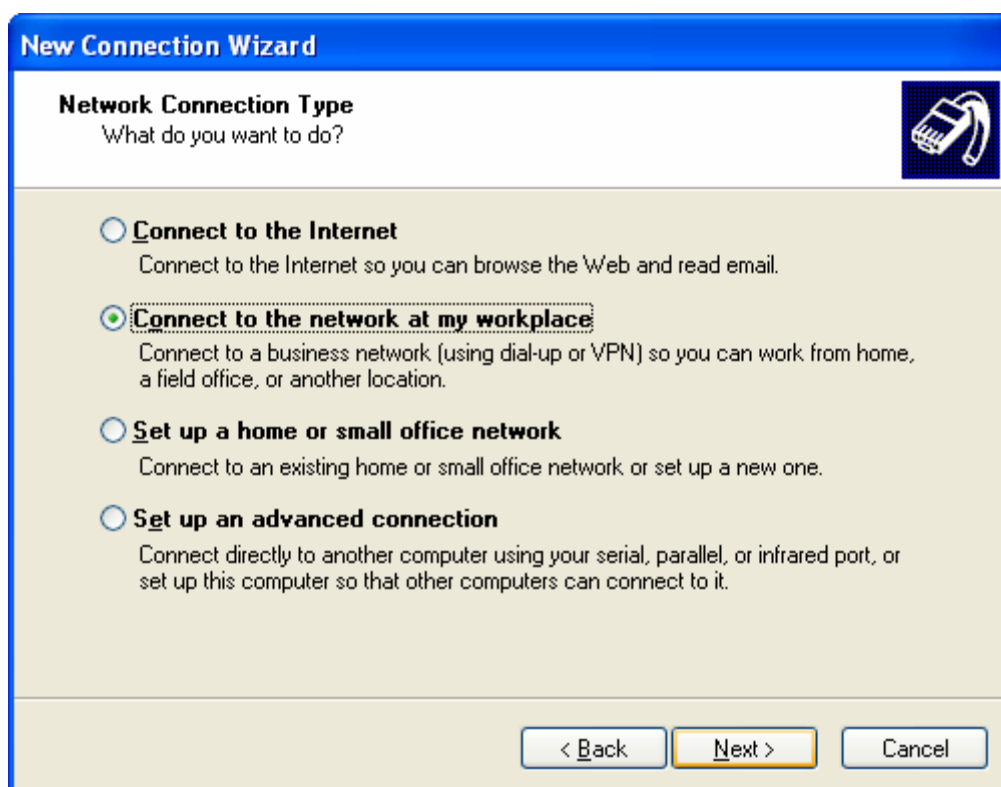 New Connection Wizard
Network Connection Type
What do you want to do?
Connect to the Internet
Connect to the Internet so you can browse the Web and read email.
Connect to the network at my workplace
Connect to a business network (using dial-up or VPN) so you can work from home,
a field office, or another location.
Set up a home or small office network
Connect to an existing home or small office network or set up a new one.
Set up an advanced connection
Connect directly to another computer using your serial, parallel, or infrared port, or
set up this computer so that other computers can connect to it.
< Back Next > Cancel